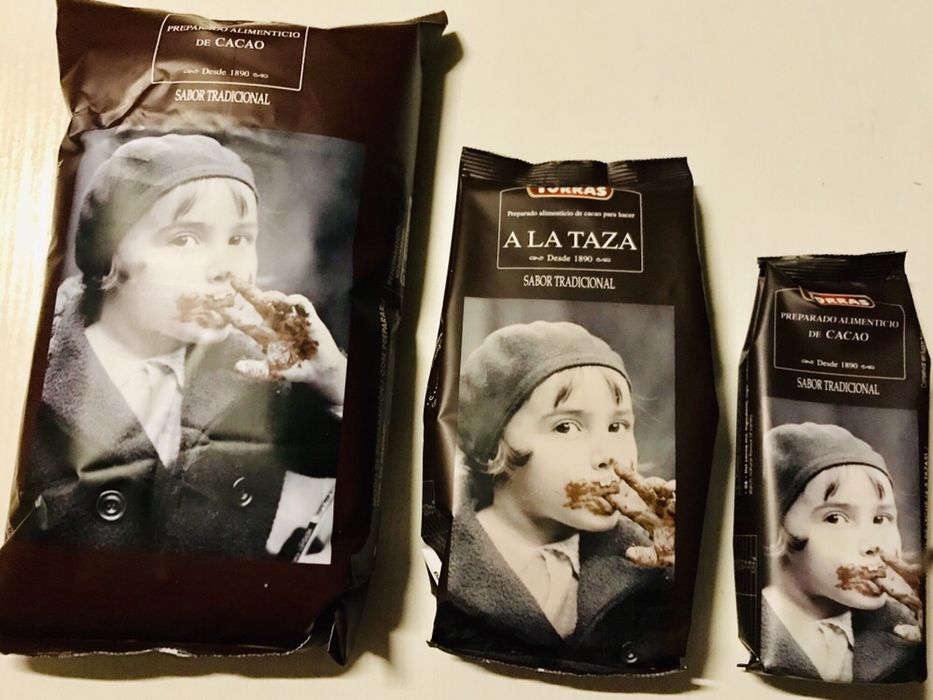 PREPARADO ALIMENTICIO
DE CACAO
Desde 1890
SABOR TRADICIONAL
TORRAS
Preparado alimenticio de cacao para hacer
A LA TAZA
Desde 1890
SABOR TRADICIONAL
TORRAS
PREPARADO ALIMENTICIO
DE CACAO
Desde 1890
SABOR TRADICIONAL